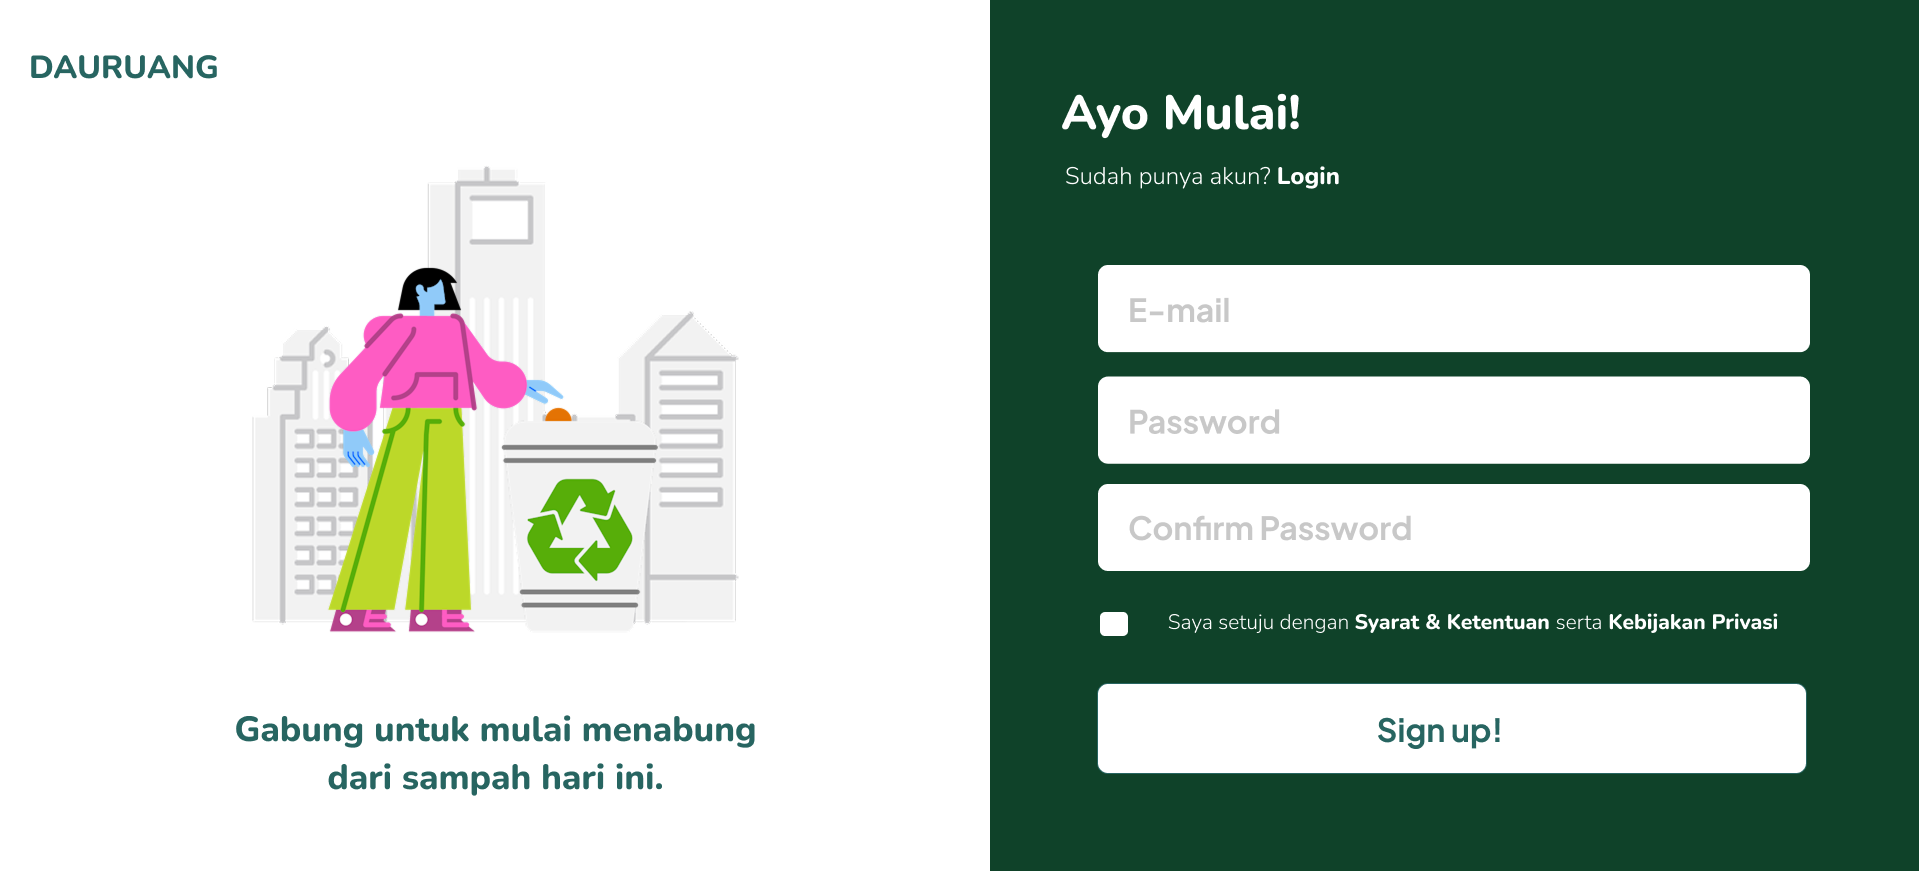 DAURUANG
Gabung untuk mulai menabung
dari sampah hari ini.
Ayo Mulai!
Sudah punya akun? Login
E-mail
Password
Confirm Password
Saya setuju dengan Syarat & Ketentuan serta Kebijakan Privasi
Sign up!